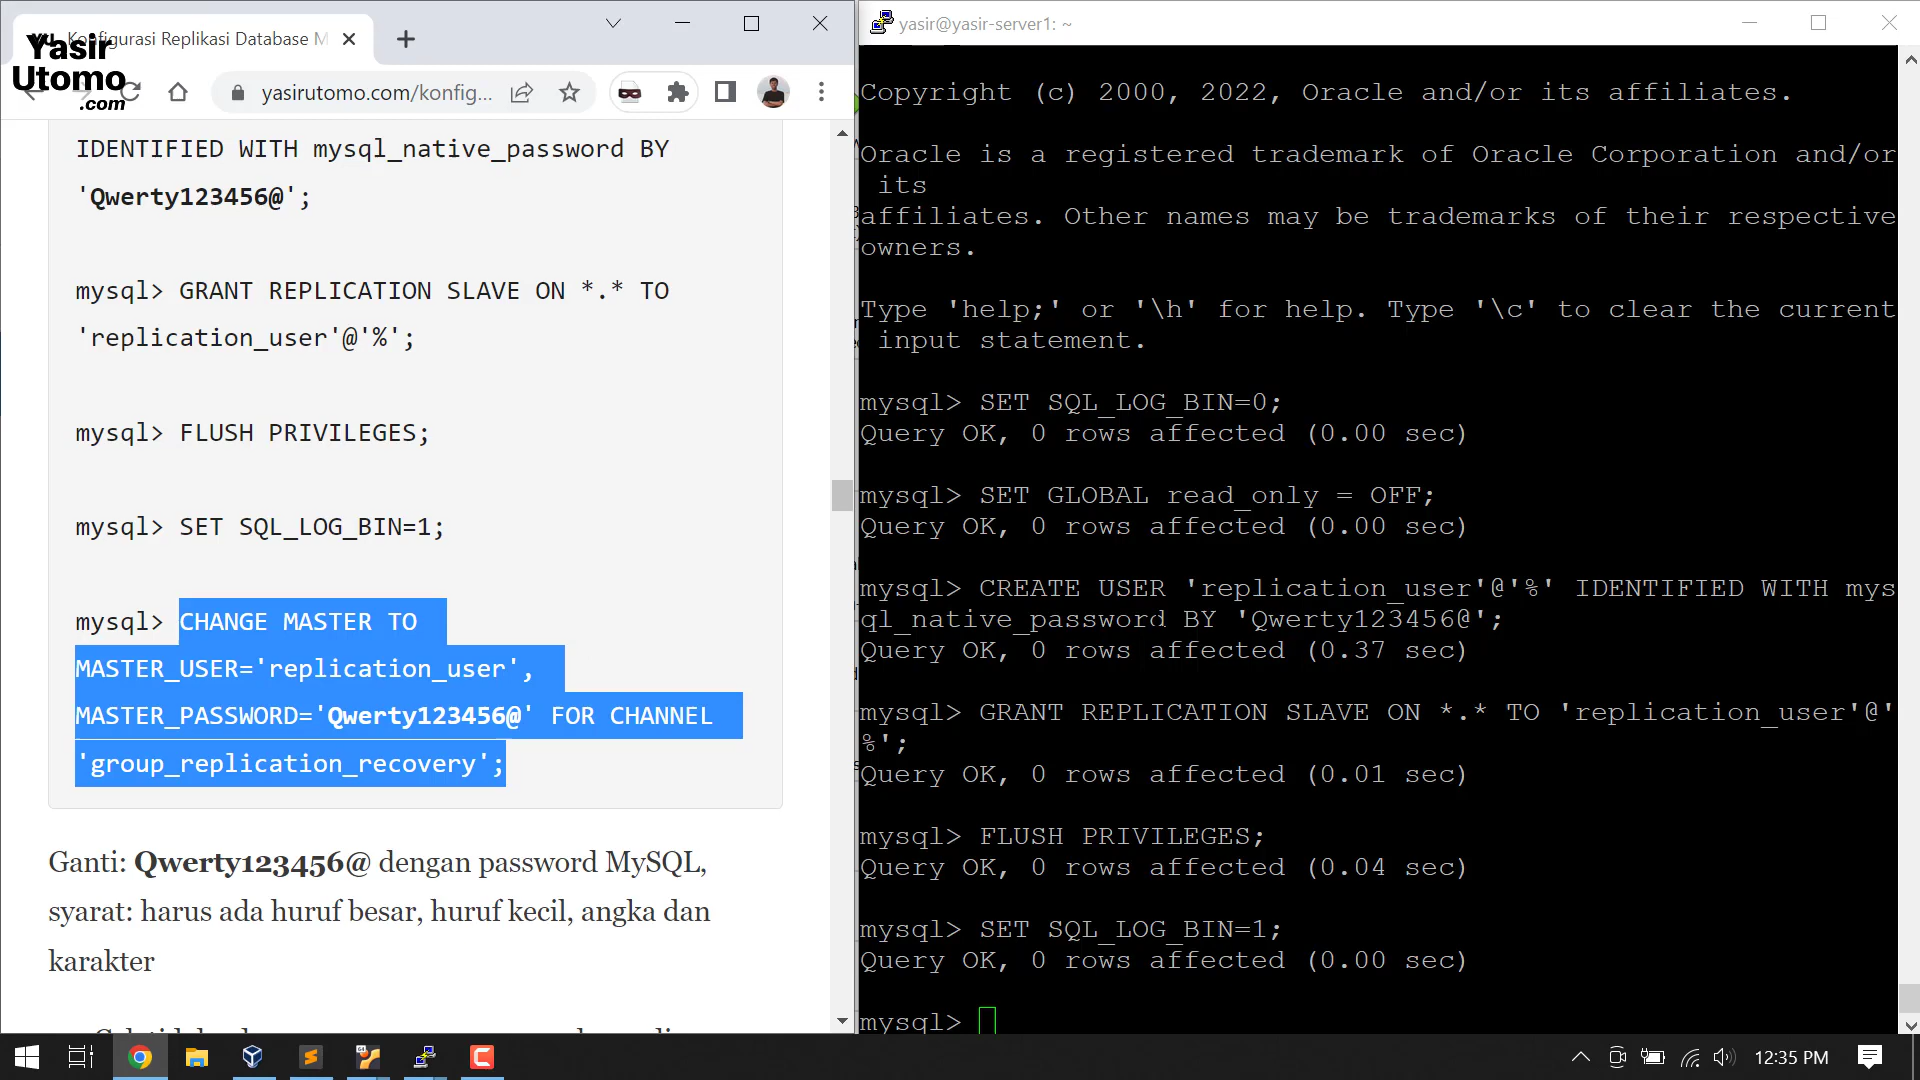 Konfigurasi Replikasi Database M
Yasir
Utomo
.com
yasirutomo.com/konfig...
IDENTIFIED WITH mysql_native_password BY
'Qwerty123456@';
mysql> GRANT REPLICATION SLAVE ON *.* TO
'replication_user'@'%';
mysql> FLUSH PRIVILEGES;
mysql> SET SQL_LOG_BIN=1;
mysql> CHANGE MASTER TO
MASTER_USER='replication_user',
MASTER_PASSWORD='Qwerty123456@' FOR CHANNEL
'group_replication_recovery';
Ganti: Qwerty123456@ dengan password MySQL,
syarat: harus ada huruf besar, huruf kecil, angka dan
karakter
yasir@yasir-server1: ~
Copyright (c) 2000, 2022, Oracle and/or its affiliates.
Oracle is a registered trademark of Oracle Corporation and/or
its
affiliates. Other names may be trademarks of their respective
owners.
Type 'help;' or '\h' for help. Type '\c' to clear the current
input statement.
mysql> SET SQL_LOG_BIN=0;
Query OK, 0 rows affected (0.00 sec)
mysql> SET GLOBAL read_only = OFF;
Query OK, 0 rows affected (0.00 sec)
mysql> CREATE USER 'replication_user'@'%' IDENTIFIED WITH mys
ql_native_password BY 'Qwerty123456@';
Query OK, 0 rows affected (0.37 sec)
mysql> GRANT REPLICATION SLAVE ON *.* TO 'replication_user'@'
%';
Query OK, 0 rows affected (0.01 sec)
mysql> FLUSH PRIVILEGES;
Query OK, 0 rows affected (0.04 sec)
mysql> SET SQL_LOG_BIN=1;
Query OK, 0 rows affected (0.00 sec)
mysql>
12:35 PM